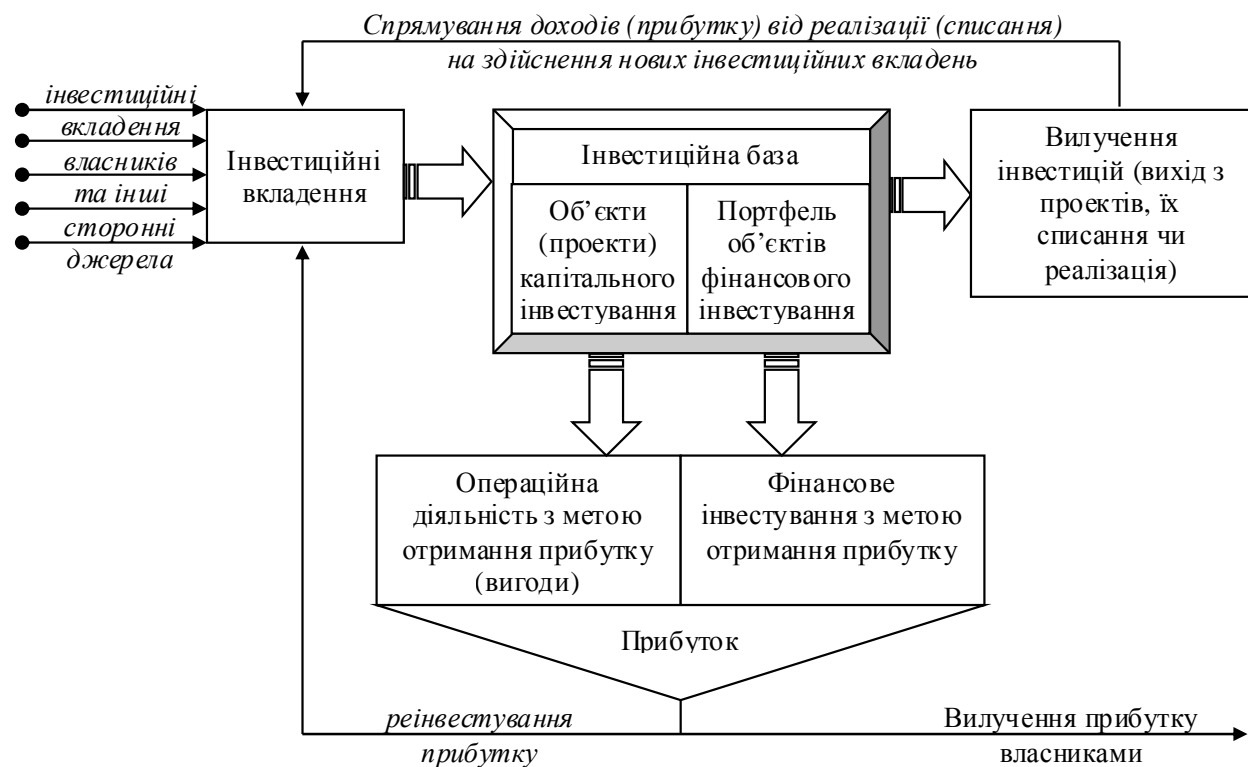 Спрямування доходів (прибутку) від реалізації (списання)
на здійснення нових інвестиційних вкладень
інвестиційні
вкладення
власників
та інші
сторонні
джерела
Інвестиційні
вкладення
Інвестиційна база
Об’єкти
(проекти)
капітального
інвестування
Портфель
об’єктів
фінансового
інвестування
Вилучення
інвестицій (вихід з
проектів, їх
списання чи
реалізація)
Операційна
діяльність з метою
отримання прибутку
(вигоди)
Фінансове
інвестування з метою
отримання прибутку
Прибуток
реінвестування
прибутку
Вилучення прибутку
власниками